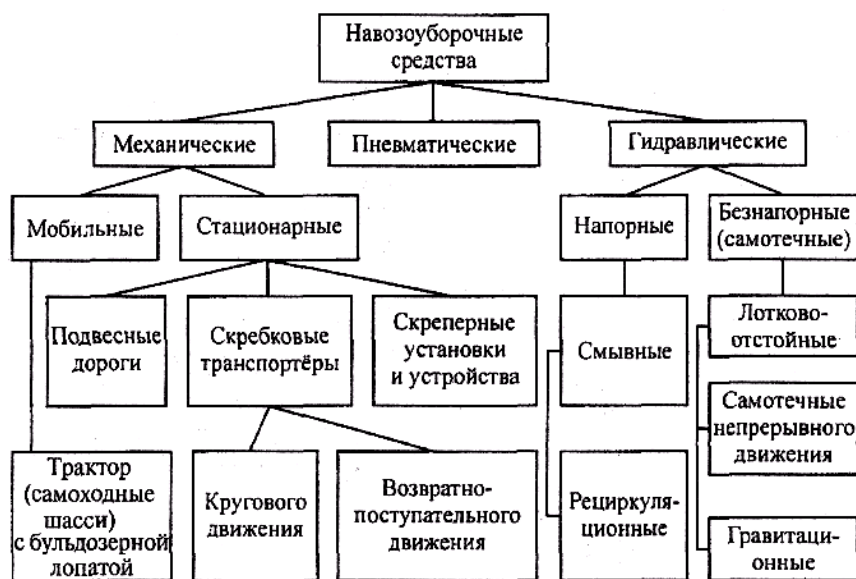 Навозоуборочные
средства
Механические
Пневматические
Гидравлические
Мобильные
Стационарные
Напорные
Безнапорные
(самотечные)
Подвесные
дороги
Скребковые
транспортёры
Скреперные
установки
и устройства
Смывные
Лотково-
отстойные
Самотечные
непрерывного
движения
Трактор
(самоходные
шасси)
с бульдозерной
лопатой
Кругового
движения
Возвратно-
поступательного
движения
Рециркуля-
ционные
Гравитаци-
онные